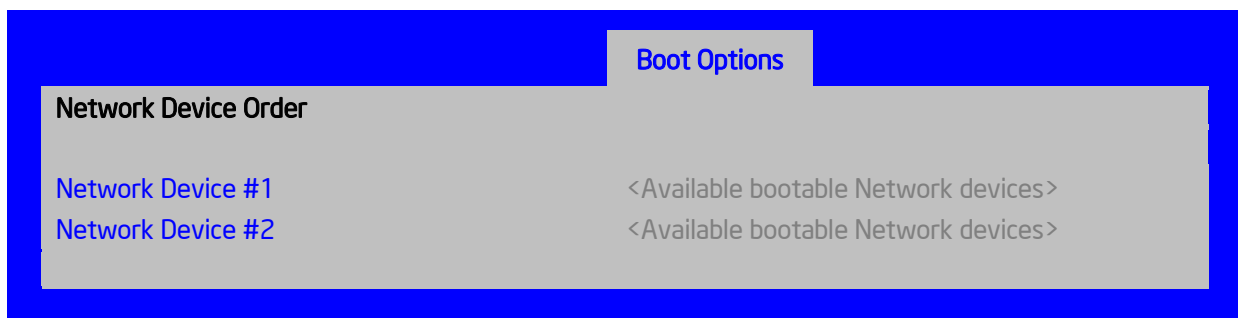 Boot Options
Network Device Order
Network Device #1 <Available bootable Network devices>
Network Device #2 <Available bootable Network devices>